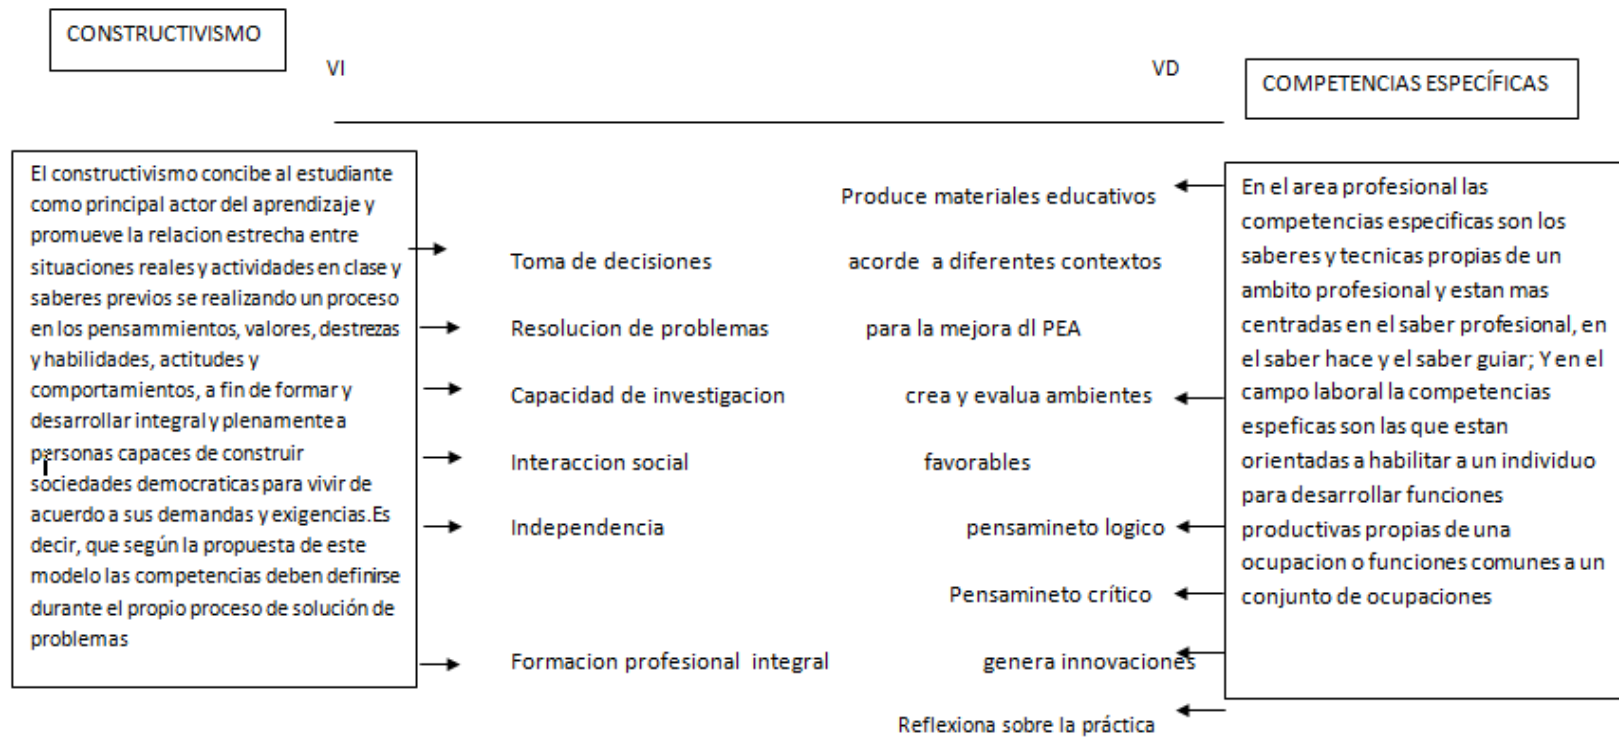 CONSTRUCTIVISMO
VI
VD
COMPETENCIAS ESPECÍFICAS
El constructivismo concibe al estudiante
como principal actor del aprendizaje y
promueve la relacion estrecha entre
situaciones reales y actividades en clase y
saberes previos se realizando un proceso
en los pensammientos, valores, destrezas
y habilidades, actitudes y
comportamientos, a fin de formar y
desarrollar integral y plenamente a
personas capaces de construir
sociedades democraticas para vivir de
acuerdo a sus demandas y exigencias.Es
decir, que según la propuesta de este
modelo las competencias deben definirse
durante el propio proceso de solución de
problemas
Toma de decisiones
Resolucion de problemas
Capacidad de investigacion
Interaccion social
Independencia
Formacion profesional integral
Produce materiales educativos
acorde a diferentes contextos
para la mejora dl PEA
crea y evalua ambientes
favorables
pensamineto logico
Pensamineto crítico
genera innovaciones
Reflexiona sobre la práctica
En el area profesional las
competencias especificas son los
saberes y tecnicas propias de un
ambito profesional y estan mas
centradas en el saber profesional, en
el saber hace y el saber guiar; Y en el
campo laboral la competencias
espeficas son las que estan
orientadas a habilitar a un individuo
para desarrollar funciones
productivas propias de una
ocupacion o funciones comunes a un
conjunto de ocupaciones